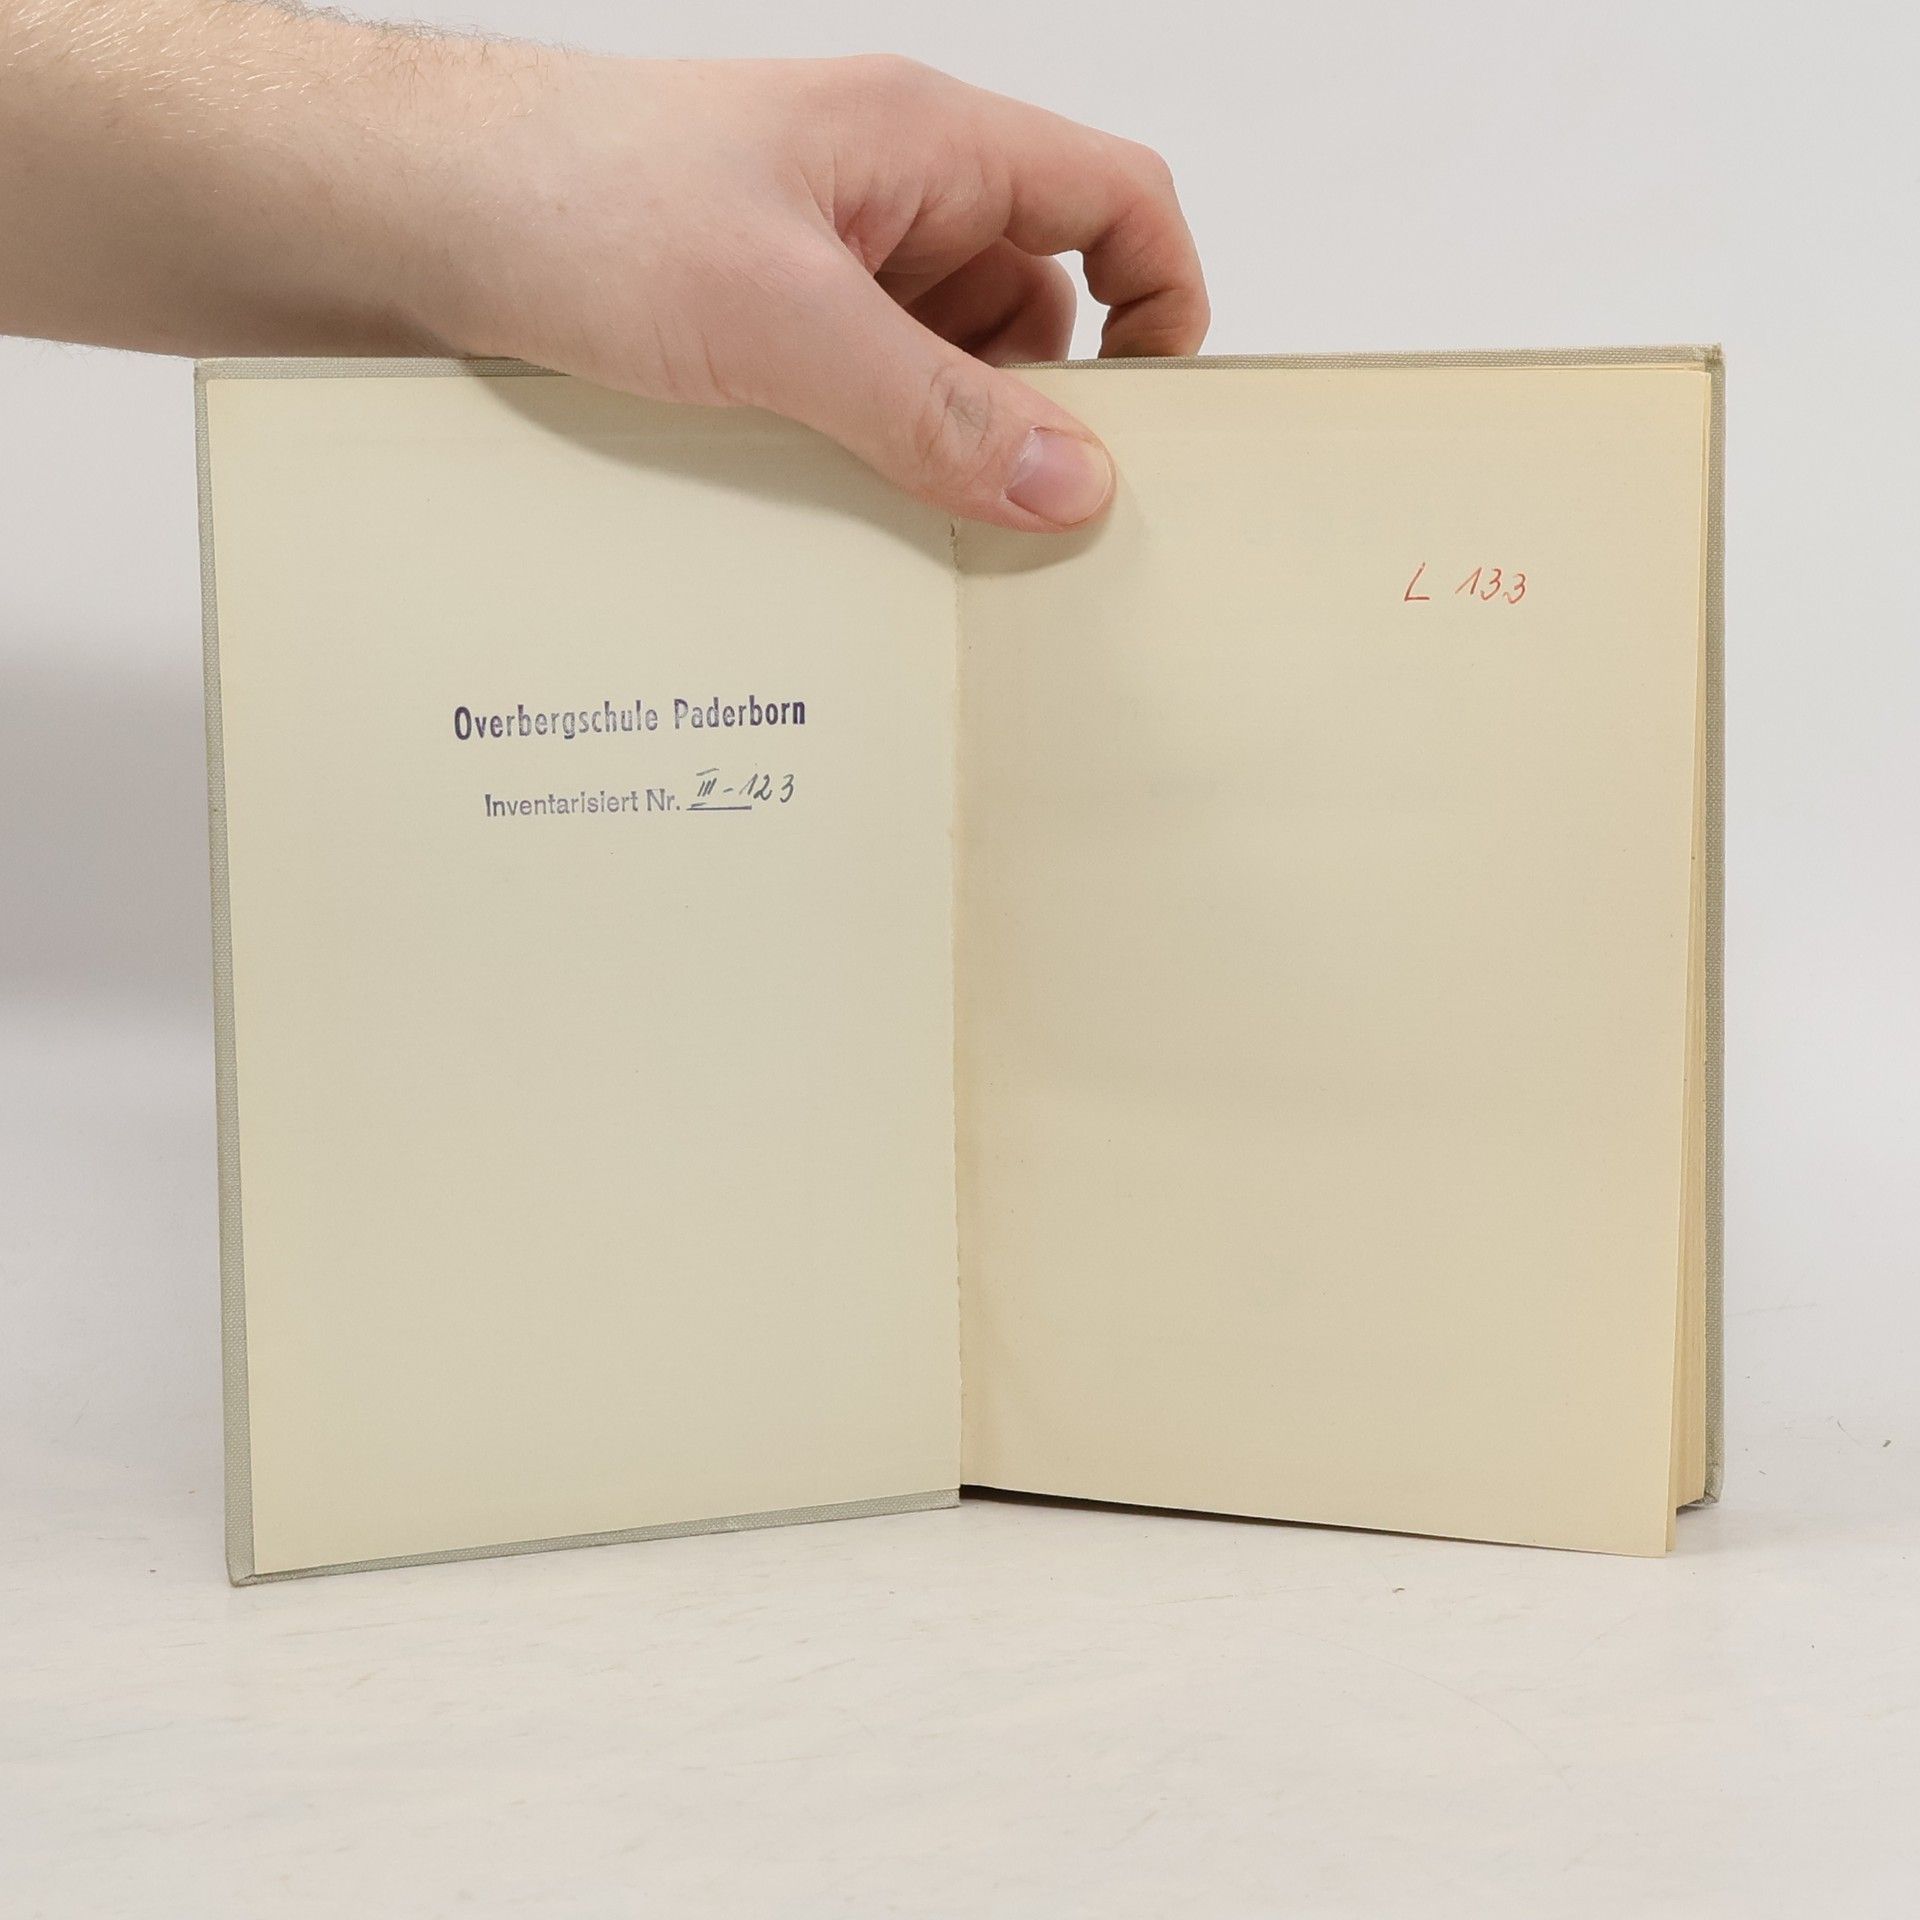 Overbergschule Paderborn
Inventarisiert Nr. III - 123
L 133